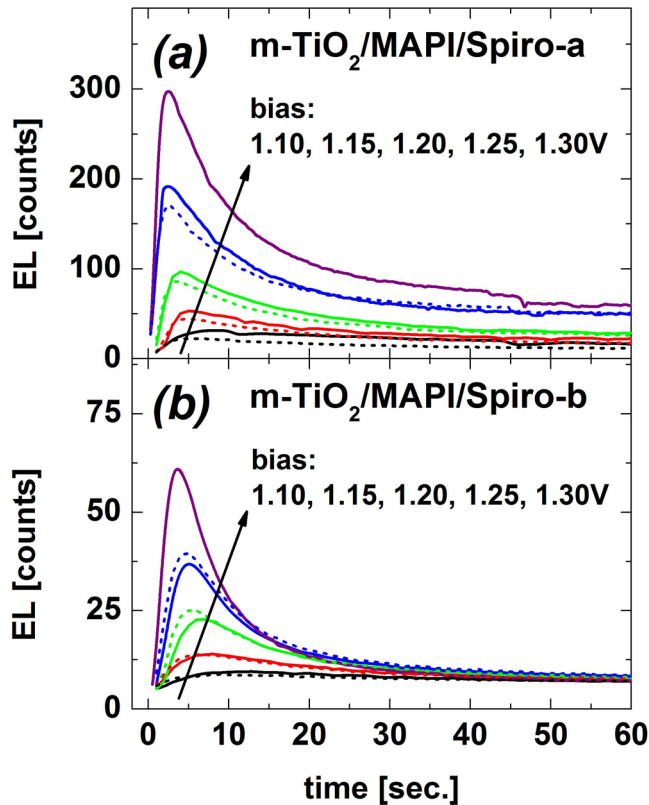 (a) m-TiO₂/MAPI/Spiro-a
bias:
1.10, 1.15, 1.20, 1.25, 1.30V
EL [counts]
300
200
100
0
(b) m-TiO₂/MAPI/Spiro-b
bias:
1.10, 1.15, 1.20, 1.25, 1.30V
EL [counts]
75
50
25
0
0 10 20 30 40 50 60
time [sec.]